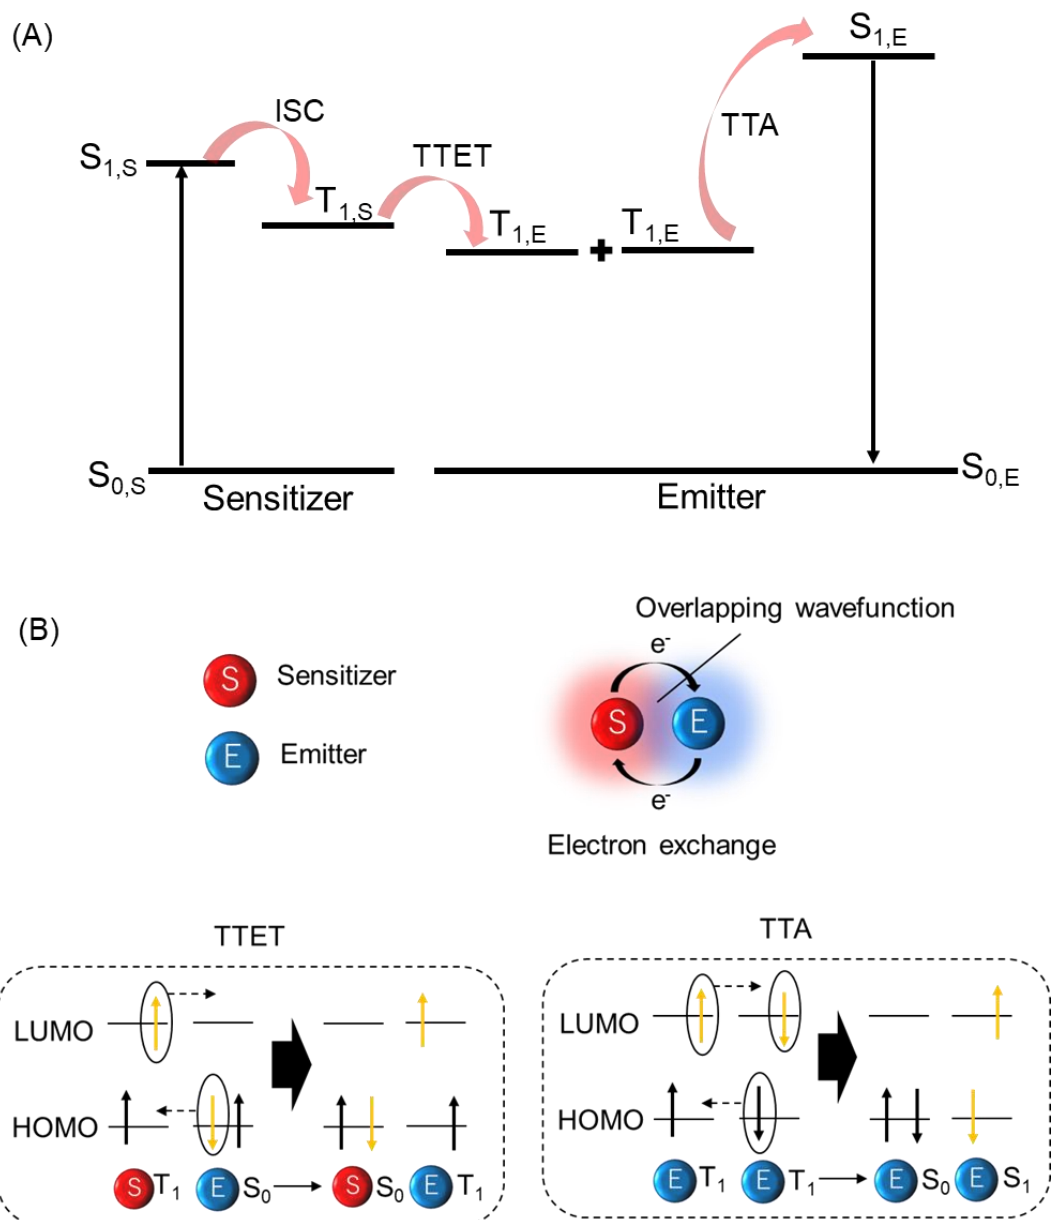 (A)
S1,E
ISC
TTA
S1,S
TTET
T1,S
T1,E
+
T1,E
S0,S
S0,E
Sensitizer
Emitter
(B)
Overlapping wavefunction
e-
S Sensitizer
S E
E Emitter
e-
Electron exchange
TTET
TTA
LUMO
LUMO
HOMO
HOMO
S T1 E S0 S S0 E T1
E T1 E T1 E S0 E S1